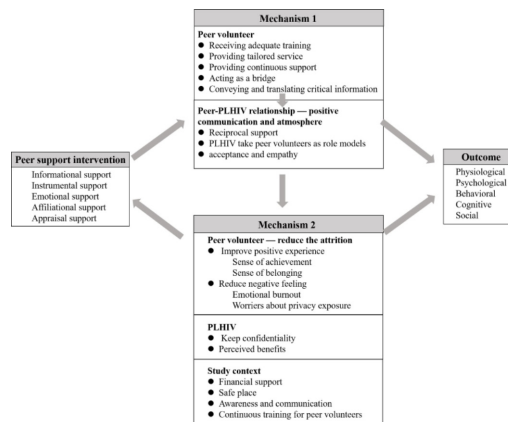 Mechanism 1
Peer volunteer
● Receiving adequate training
● Providing tailored service
● Providing continuous support
● Acting as a bridge
● Conveying and translating critical information
Peer-PLHIV relationship — positive
communication and atmosphere
● Reciprocal support
● PLHIV take peer volunteers as role models
● acceptance and empathy
Peer support intervention
Informational support
Instrumental support
Emotional support
Affiliational support
Appraisal support
Outcome
Physiological
Psychological
Behavioral
Cognitive
Social
Mechanism 2
Peer volunteer — reduce the attrition
● Improve positive experience
Sense of achievement
Sense of belonging
● Reduce negative feeling
Emotional burnout
Worriers about privacy exposure
PLHIV
● Keep confidentiality
● Perceived benefits
Study context
● Financial support
● Safe place
● Awareness and communication
● Continuous training for peer volunteers